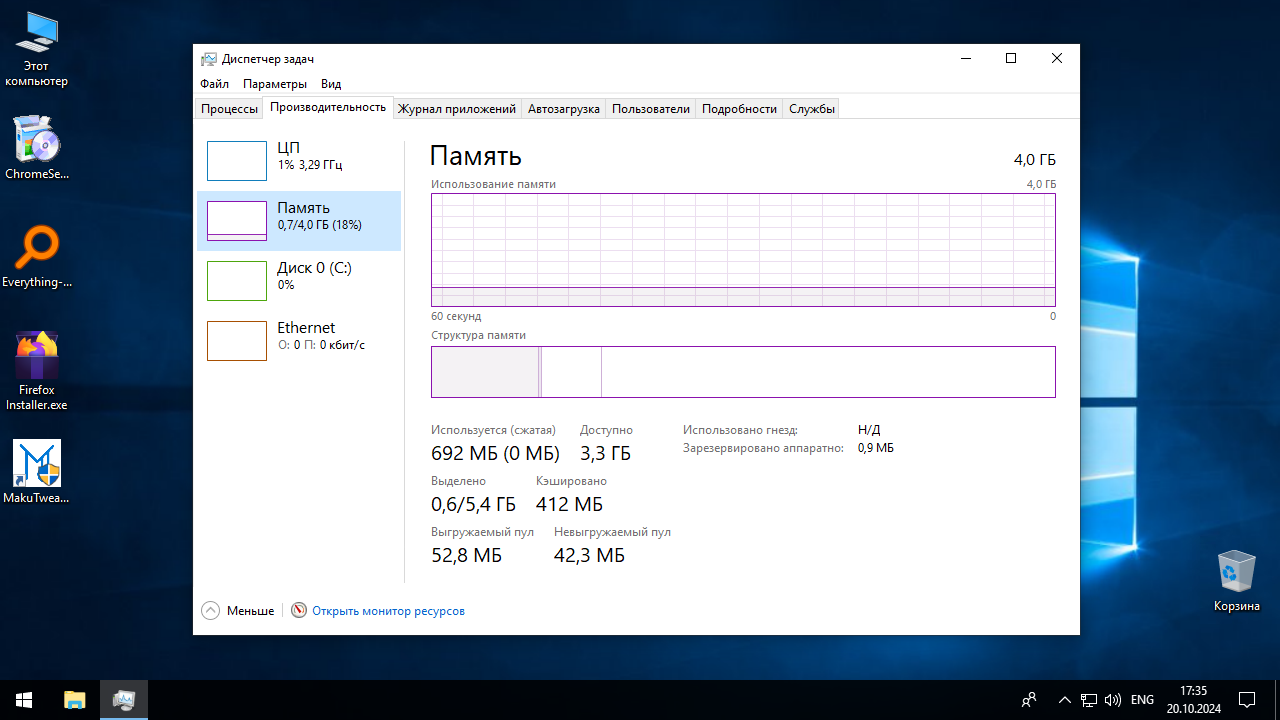 Этот
компьютер
ChromeSe...
Everything-...
Firefox
Installer.exe
MakuTwea...
Диспетчер задач
Файл Параметры Вид
Процессы Производительность Журнал приложений Автозагрузка Пользователи Подробности Службы
ЦП
1% 3,29 ГГц
Память
0,7/4,0 ГБ (18%)
Диск 0 (C:)
0%
Ethernet
О: 0 П: 0 кбит/с
Память 4,0 ГБ
Использование памяти 4,0 ГБ
60 секунд 0
Структура памяти
Используется (сжатая) Доступно
692 МБ (0 МБ) 3,3 ГБ
Выделено Кэшировано
0,6/5,4 ГБ 412 МБ
Выгружаемый пул Невыгружаемый пул
52,8 МБ 42,3 МБ
Использовано гнезд: Н/Д
Зарезервировано аппаратно: 0,9 МБ
Меньше Открыть монитор ресурсов
Корзина
ENG
17:35
20.10.2024